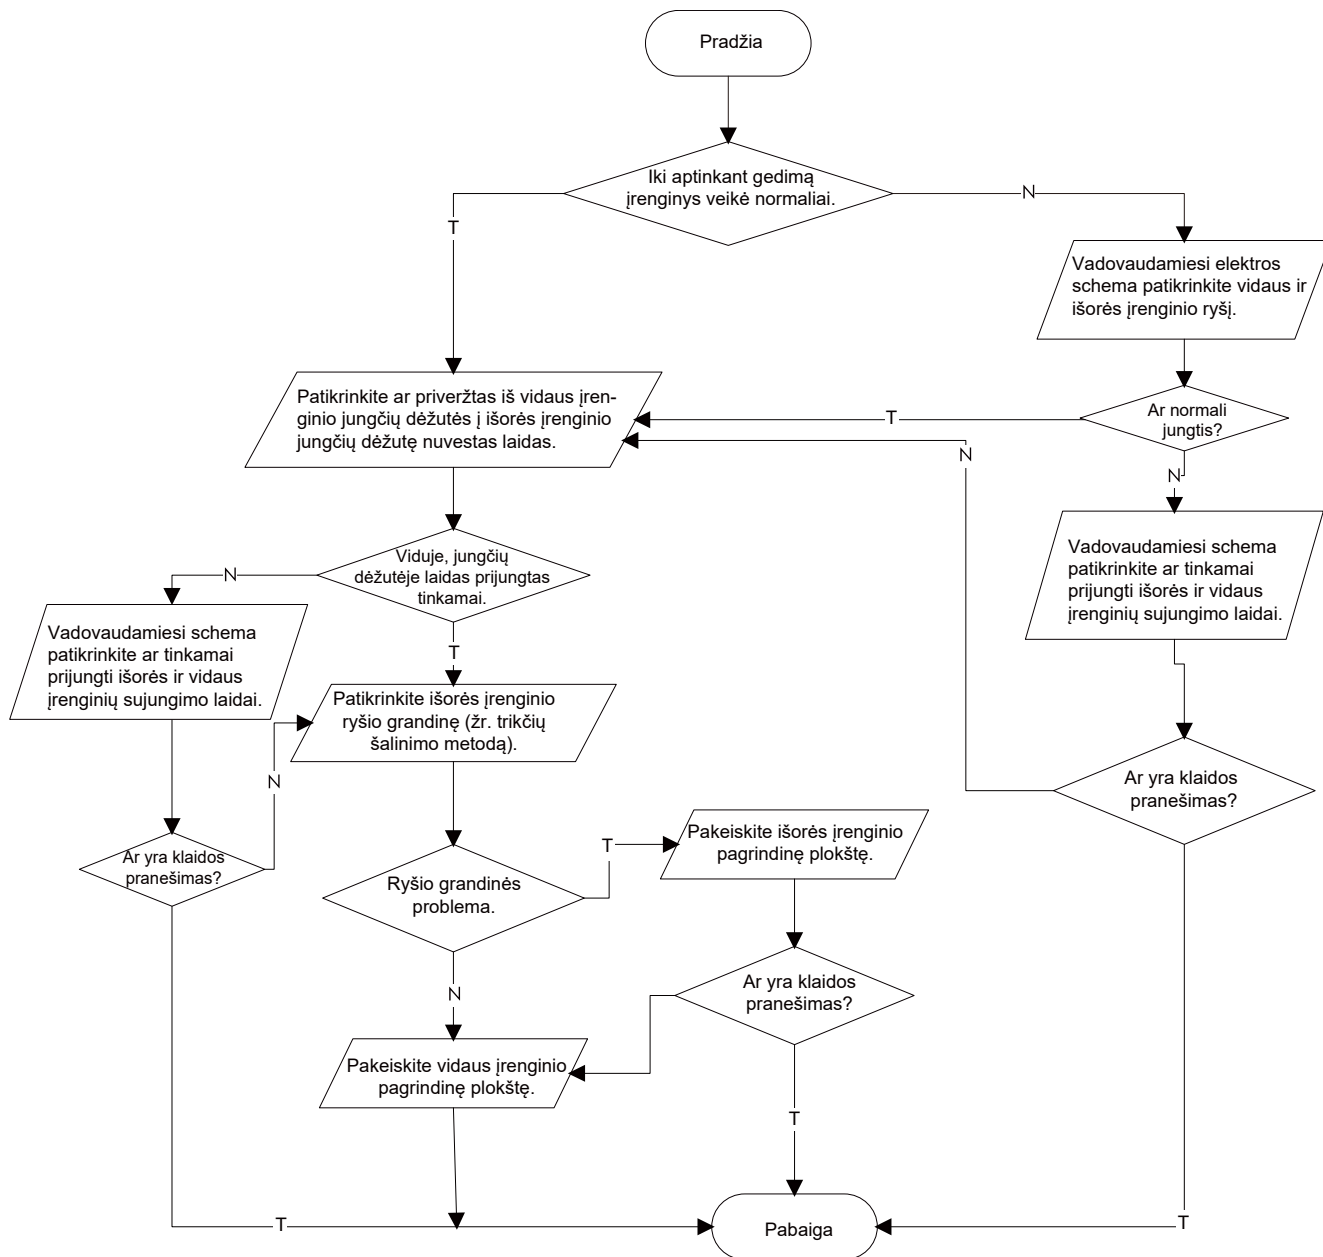 Pradžia
Iki aptinkant gedimą
įrenginys veikė normaliai.
N
T
Vadovaudamiesi elektros
schema patikrinkite vidaus ir
išorės įrenginio ryšį.
Patikrinkite ar priveržtas iš vidaus įren-
ginio jungčių dėžutės į išorės įrenginio
jungčių dėžutę nuvestas laidas.
T
Ar normali
jungtis?
N
N
Vadovaudamiesi schema
patikrinkite ar tinkamai
prijungti išorės ir vidaus
įrenginių sujungimo laidai.
Viduje, jungčių
dėžutėje laidas prijungtas
tinkamai.
N
T
Vadovaudamiesi schema
patikrinkite ar tinkamai
prijungti išorės ir vidaus
įrenginių sujungimo laidai.
Patikrinkite išorės įrenginio
ryšio grandinę (žr. trikčių
šalinimo metodą).
N
Ar yra klaidos
pranešimas?
Ar yra klaidos
pranešimas?
Ryšio grandinės
problema.
T
Pakeiskite išorės įrenginio
pagrindinę plokštę.
N
Ar yra klaidos
pranešimas?
Pakeiskite vidaus įrenginio
pagrindinę plokštę.
T
T
T
Pabaiga